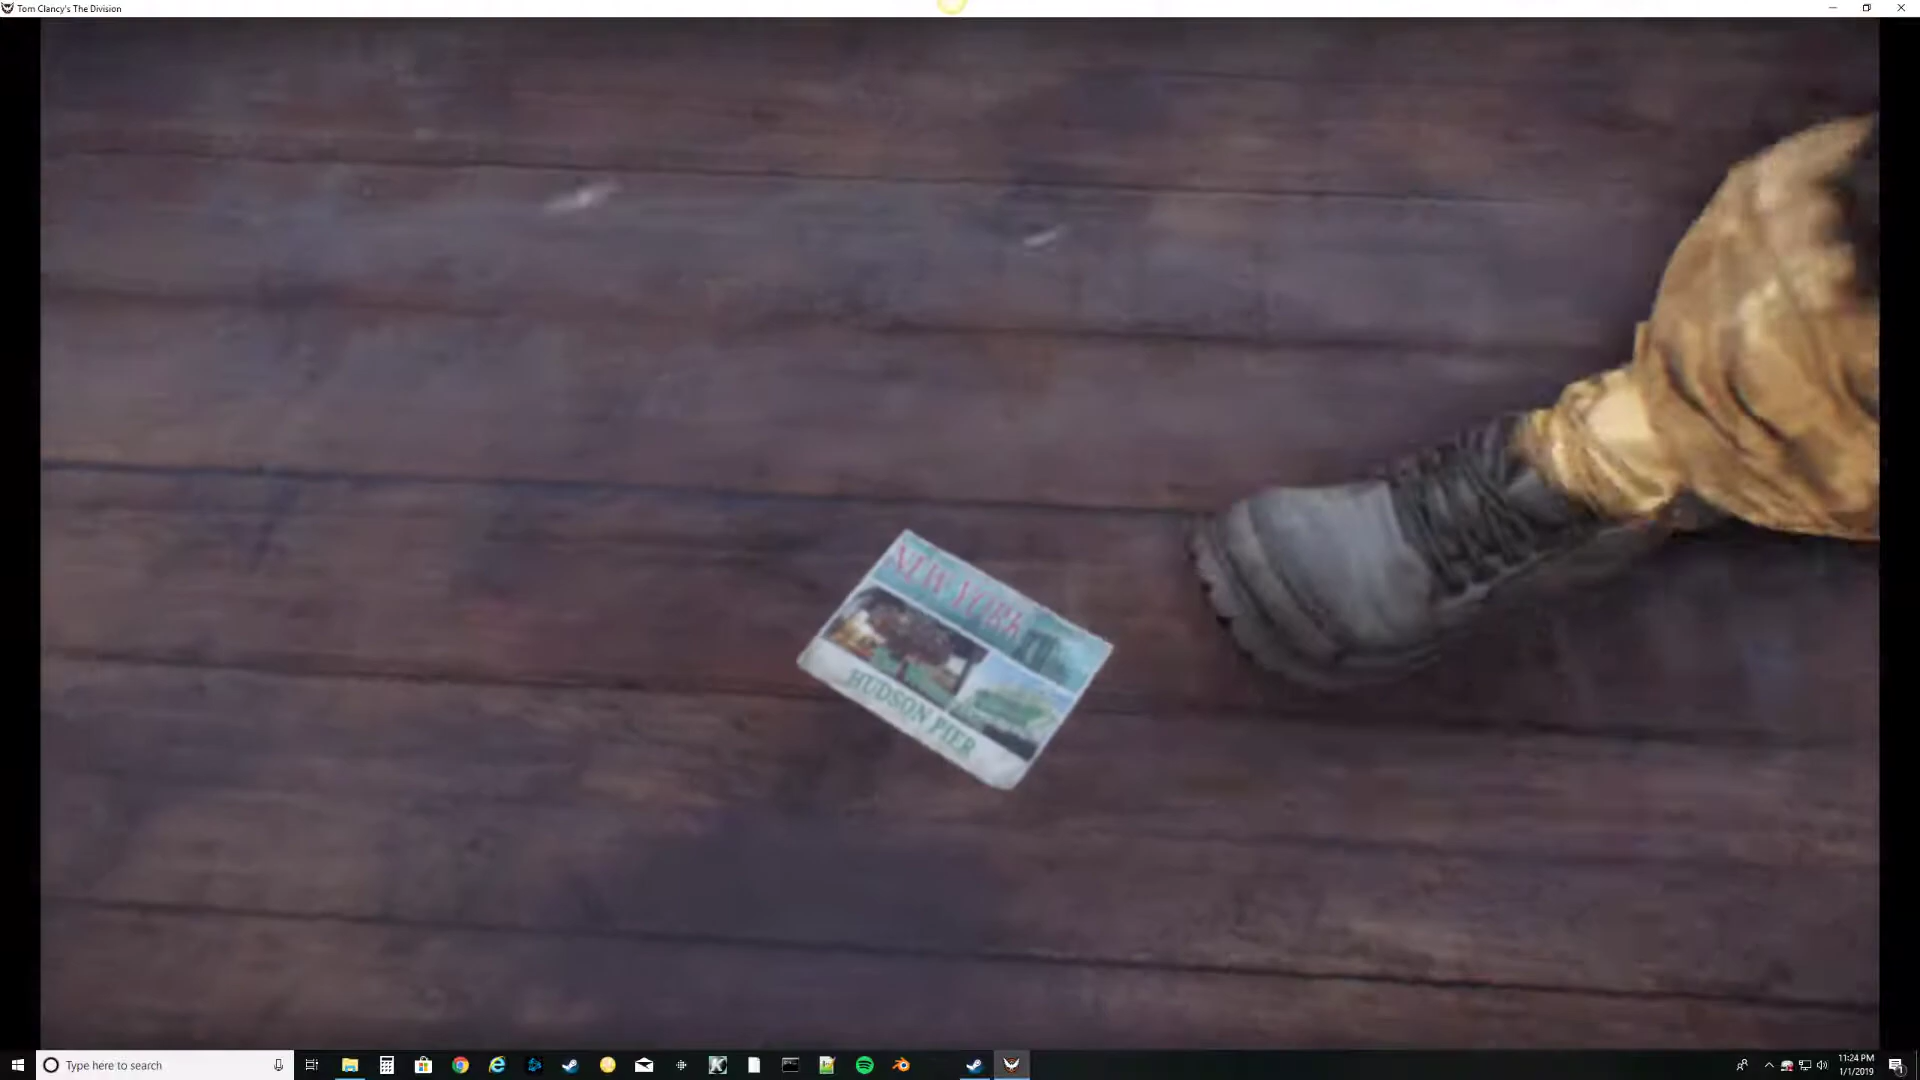 Tom Clancy's The Division
NEW YORK
HUDSON PIER
Type here to search
11:24 PM
1/1/2019